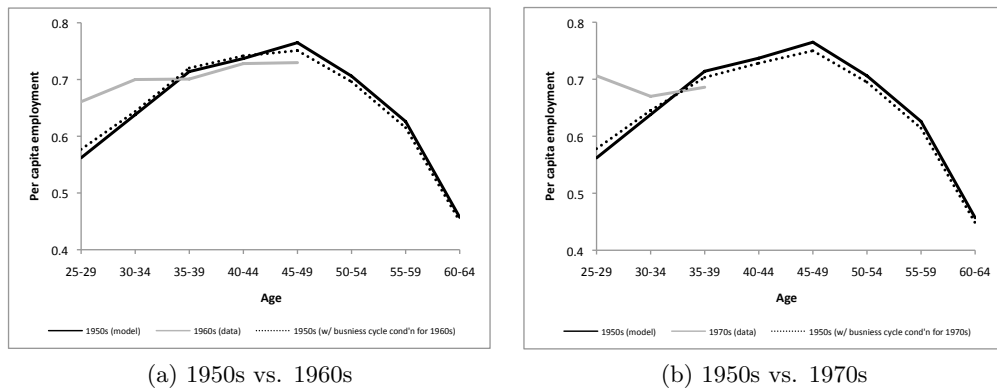 0.8
0.7
0.6
0.5
0.4
Per capita employment
25-29 30-34 35-39 40-44 45-49 50-54 55-59 60-64
Age
1950s (model) 1960s (data) 1950s (w/ busniess cycle cond'n for 1960s)
(a) 1950s vs. 1960s
0.8
0.7
0.6
0.5
0.4
Per capita employment
25-29 30-34 35-39 40-44 45-49 50-54 55-59 60-64
Age
1950s (model) 1970s (data) 1950s (w/ busniess cycle cond'n for 1970s)
(b) 1950s vs. 1970s